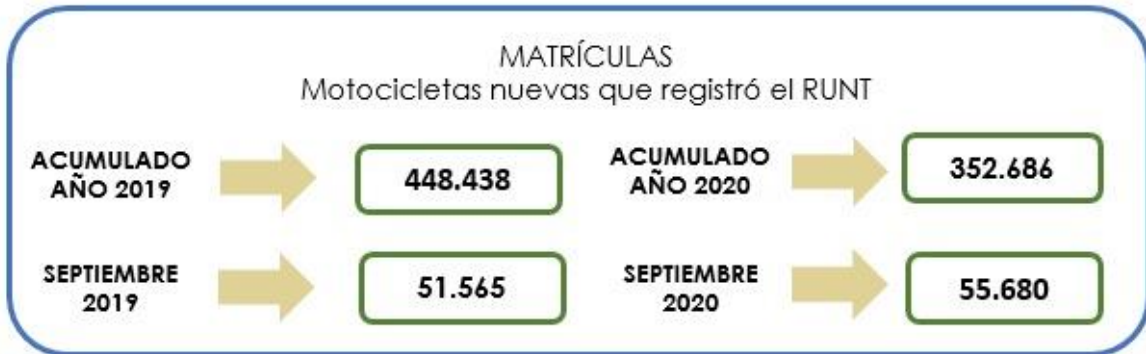 MATRÍCULAS
Motocicletas nuevas que registró el RUNT
ACUMULADO
AÑO 2019
448.438
ACUMULADO
AÑO 2020
352.686
SEPTIEMBRE
2019
51.565
SEPTIEMBRE
2020
55.680